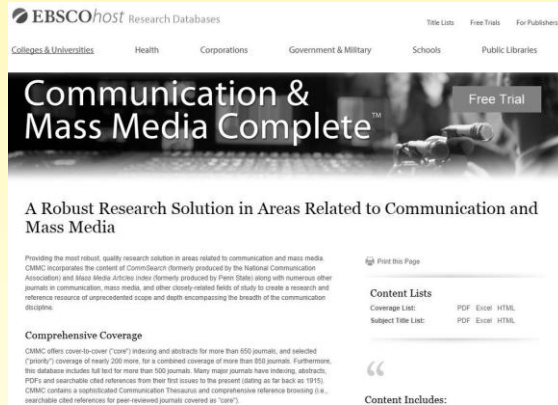 EBSCOhost Research Databases
Title Lists Free Trials For Publishers
Colleges & Universities Health Corporations Government & Military Schools Public Libraries
Communication &
Mass Media Complete™
Free Trial
A Robust Research Solution in Areas Related to Communication and
Mass Media
Providing the most robust, quality research solution in areas related to communication and mass media.
CMMC incorporates the content of CommSearch (formerly produced by the National Communication
Association) and Mass Media Articles Index (formerly produced by Penn State) along with numerous other
journals in communication, mass media, and other closely-related fields of study to create a research and
reference resource of unprecedented scope and depth encompassing the breadth of the communication
discipline.
Comprehensive Coverage
CMMC offers cover-to-cover ("core") indexing and abstracts for more than 650 journals, and selected
("priority") coverage of nearly 200 more, for a combined coverage of more than 850 journals. Furthermore,
this database includes full text for more than 500 journals. Many major journals have indexing, abstracts,
PDFs and searchable cited references from their first issues to the present (dating as far back as 1915).
CMMC contains a sophisticated Communication Thesaurus and comprehensive reference browsing (i.e.,
searchable cited references for peer-reviewed journals covered as "core").
Print this Page
Content Lists
Coverage List: PDF Excel HTML
Subject Title List: PDF Excel HTML
“
Content Includes: